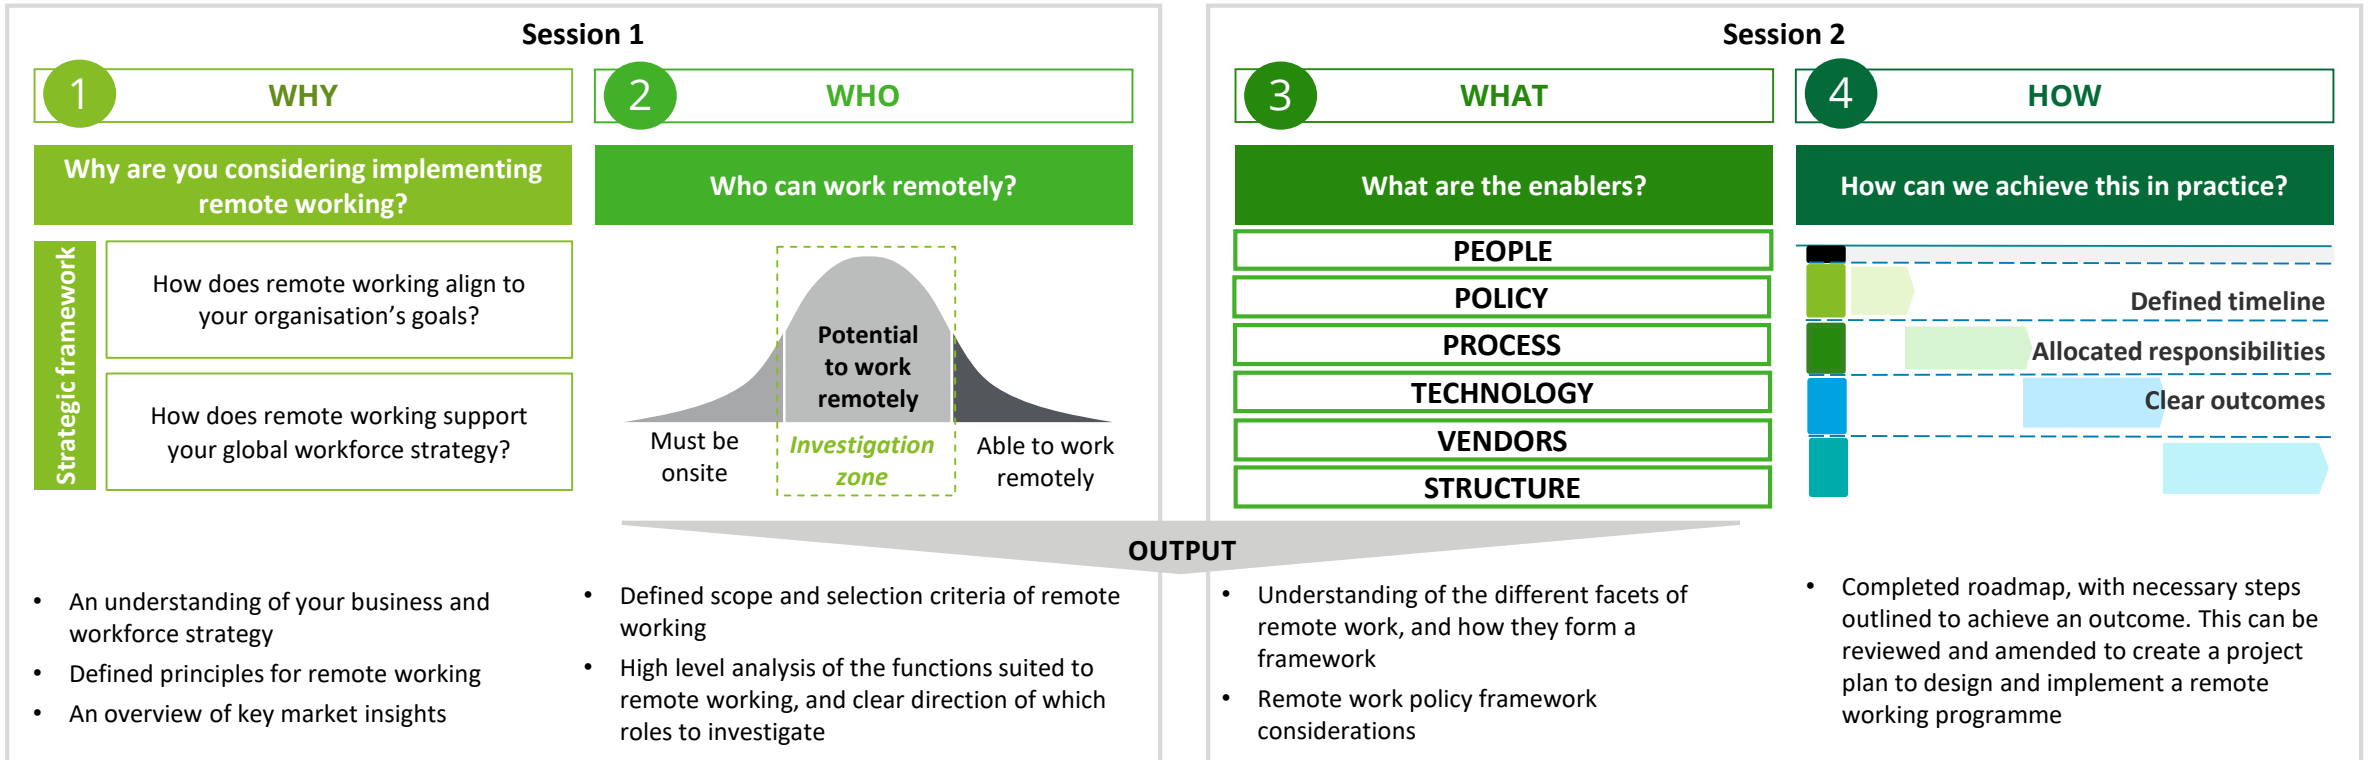 Session 1
1
WHY
Why are you considering implementing
remote working?
Strategic framework
How does remote working align to
your organisation’s goals?
How does remote working support
your global workforce strategy?
2
WHO
Who can work remotely?
Potential
to work
remotely
Must be
onsite
Investigation
zone
Able to work
remotely
Session 2
3
WHAT
What are the enablers?
PEOPLE
POLICY
PROCESS
TECHNOLOGY
VENDORS
STRUCTURE
4
HOW
How can we achieve this in practice?
Defined timeline
Allocated responsibilities
Clear outcomes
OUTPUT
• An understanding of your business and
workforce strategy
• Defined principles for remote working
• An overview of key market insights
• Defined scope and selection criteria of remote
working
• High level analysis of the functions suited to
remote working, and clear direction of which
roles to investigate
• Understanding of the different facets of
remote work, and how they form a
framework
• Remote work policy framework
considerations
• Completed roadmap, with necessary steps
outlined to achieve an outcome. This can be
reviewed and amended to create a project
plan to design and implement a remote
working programme